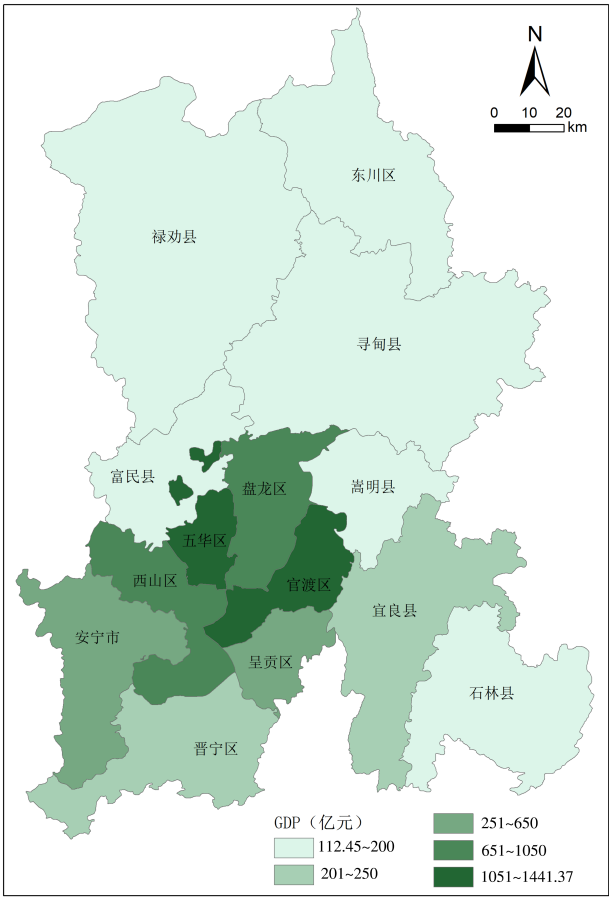 N
0 10 20
km
东川区
禄劝县
寻甸县
富民县
盘龙区
嵩明县
五华区
西山区
官渡区
宜良县
安宁市
呈贡区
石林县
晋宁区
GDP（亿元）
112.45~200
201~250
251~650
651~1050
1051~1441.37